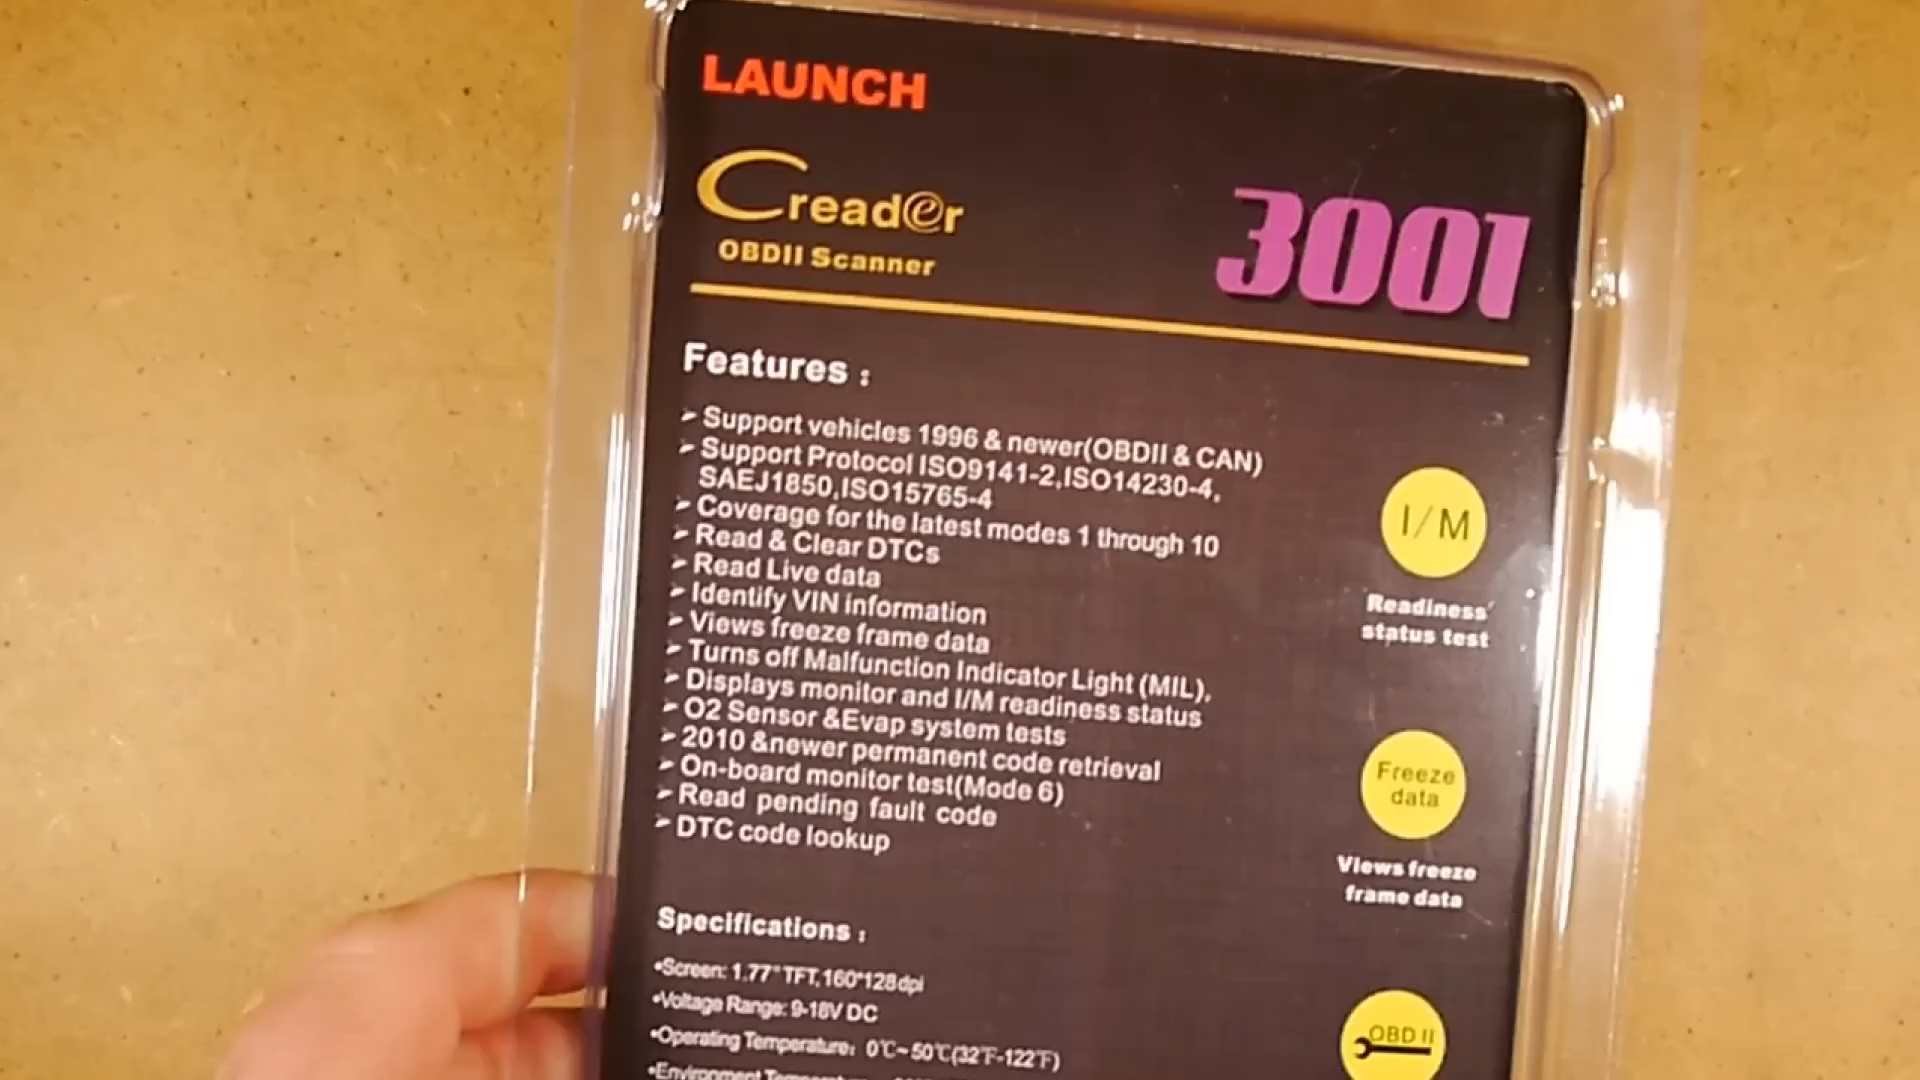 LAUNCH
Creader
OBDII Scanner
3001
Features :
➢ Support vehicles 1996 & newer(OBDII & CAN)
➢ Support Protocol ISO9141-2,ISO14230-4,
SAEJ1850,ISO15765-4
➢ Coverage for the latest modes 1 through 10
➢ Read & Clear DTCs
➢ Read Live data
➢ Identify VIN information
➢ Views freeze frame data
➢ Turns off Malfunction Indicator Light (MIL),
➢ Displays monitor and I/M readiness status
➢ O2 Sensor &Evap system tests
➢ 2010 &newer permanent code retrieval
➢ On-board monitor test(Mode 6)
➢ Read pending fault code
➢ DTC code lookup
I/M
Readiness
status test
Freeze
data
Views freeze
frame data
OBD II
Specifications :
•Screen: 1.77" TFT,160*128dpi
•Voltage Range: 9-18V DC
•Operating Temperature: 0℃~50℃(32℉-122℉)
•Environment